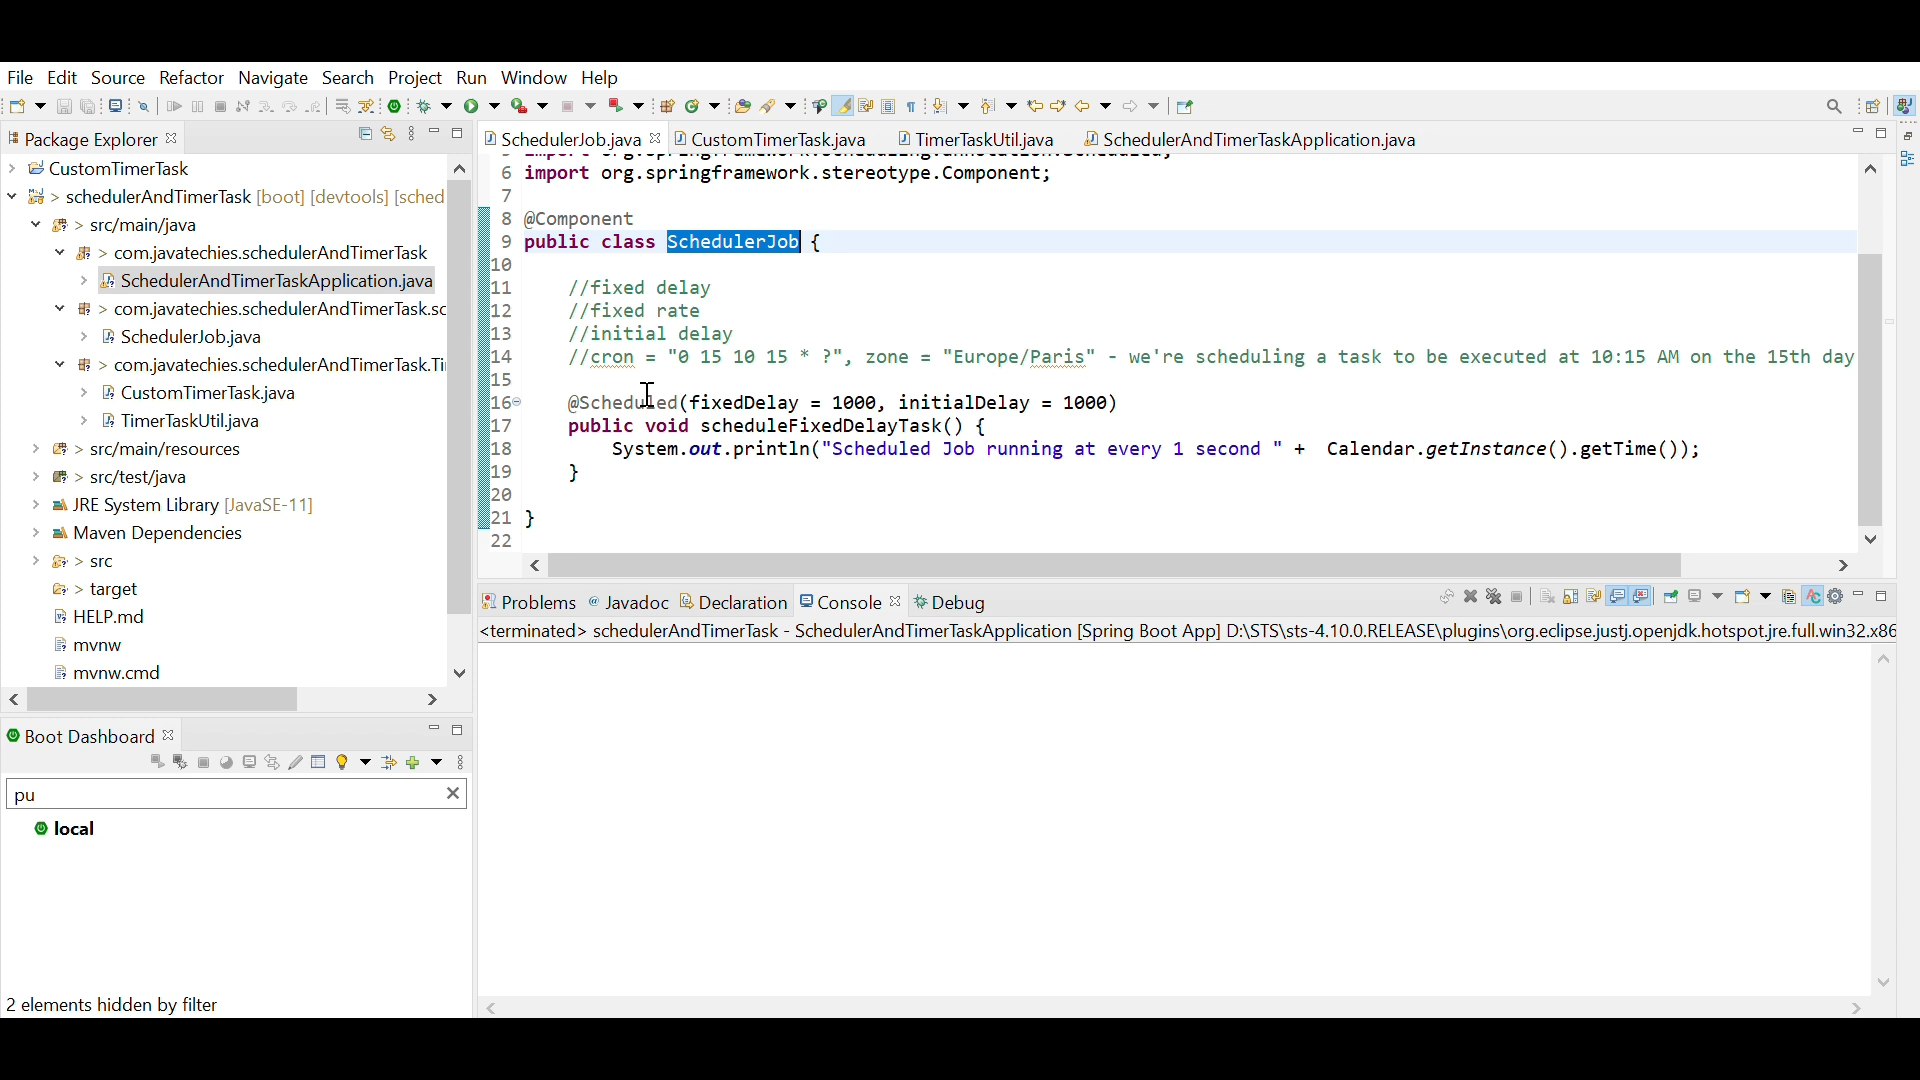 File Edit Source Refactor Navigate Search Project Run Window Help
Package Explorer
CustomTimerTask
> schedulerAndTimerTask [boot] [devtools] [sched
> src/main/java
> com.javatechies.schedulerAndTimerTask
SchedulerAndTimerTaskApplication.java
> com.javatechies.schedulerAndTimerTask.sc
SchedulerJob.java
> com.javatechies.schedulerAndTimerTask.Ti
CustomTimerTask.java
TimerTaskUtil.java
> src/main/resources
> src/test/java
JRE System Library [JavaSE-11]
Maven Dependencies
> src
> target
HELP.md
mvnw
mvnw.cmd
Boot Dashboard
pu
local
2 elements hidden by filter
SchedulerJob.java CustomTimerTask.java TimerTaskUtil.java SchedulerAndTimerTaskApplication.java
6 import org.springframework.stereotype.Component;
7
8 @Component
9 public class SchedulerJob {
10
11 //fixed delay
12 //fixed rate
13 //initial delay
14 //cron = "0 15 10 15 * ?", zone = "Europe/Paris" - we're scheduling a task to be executed at 10:15 AM on the 15th day
15
16 @Scheduled(fixedDelay = 1000, initialDelay = 1000)
17 public void scheduleFixedDelayTask() {
18 System.out.println("Scheduled Job running at every 1 second " + Calendar.getInstance().getTime());
19 }
20
21 }
22
Problems Javadoc Declaration Console Debug
<terminated> schedulerAndTimerTask - SchedulerAndTimerTaskApplication [Spring Boot App] D:\STS\sts-4.10.0.RELEASE\plugins\org.eclipse.justj.openjdk.hotspot.jre.full.win32.x86